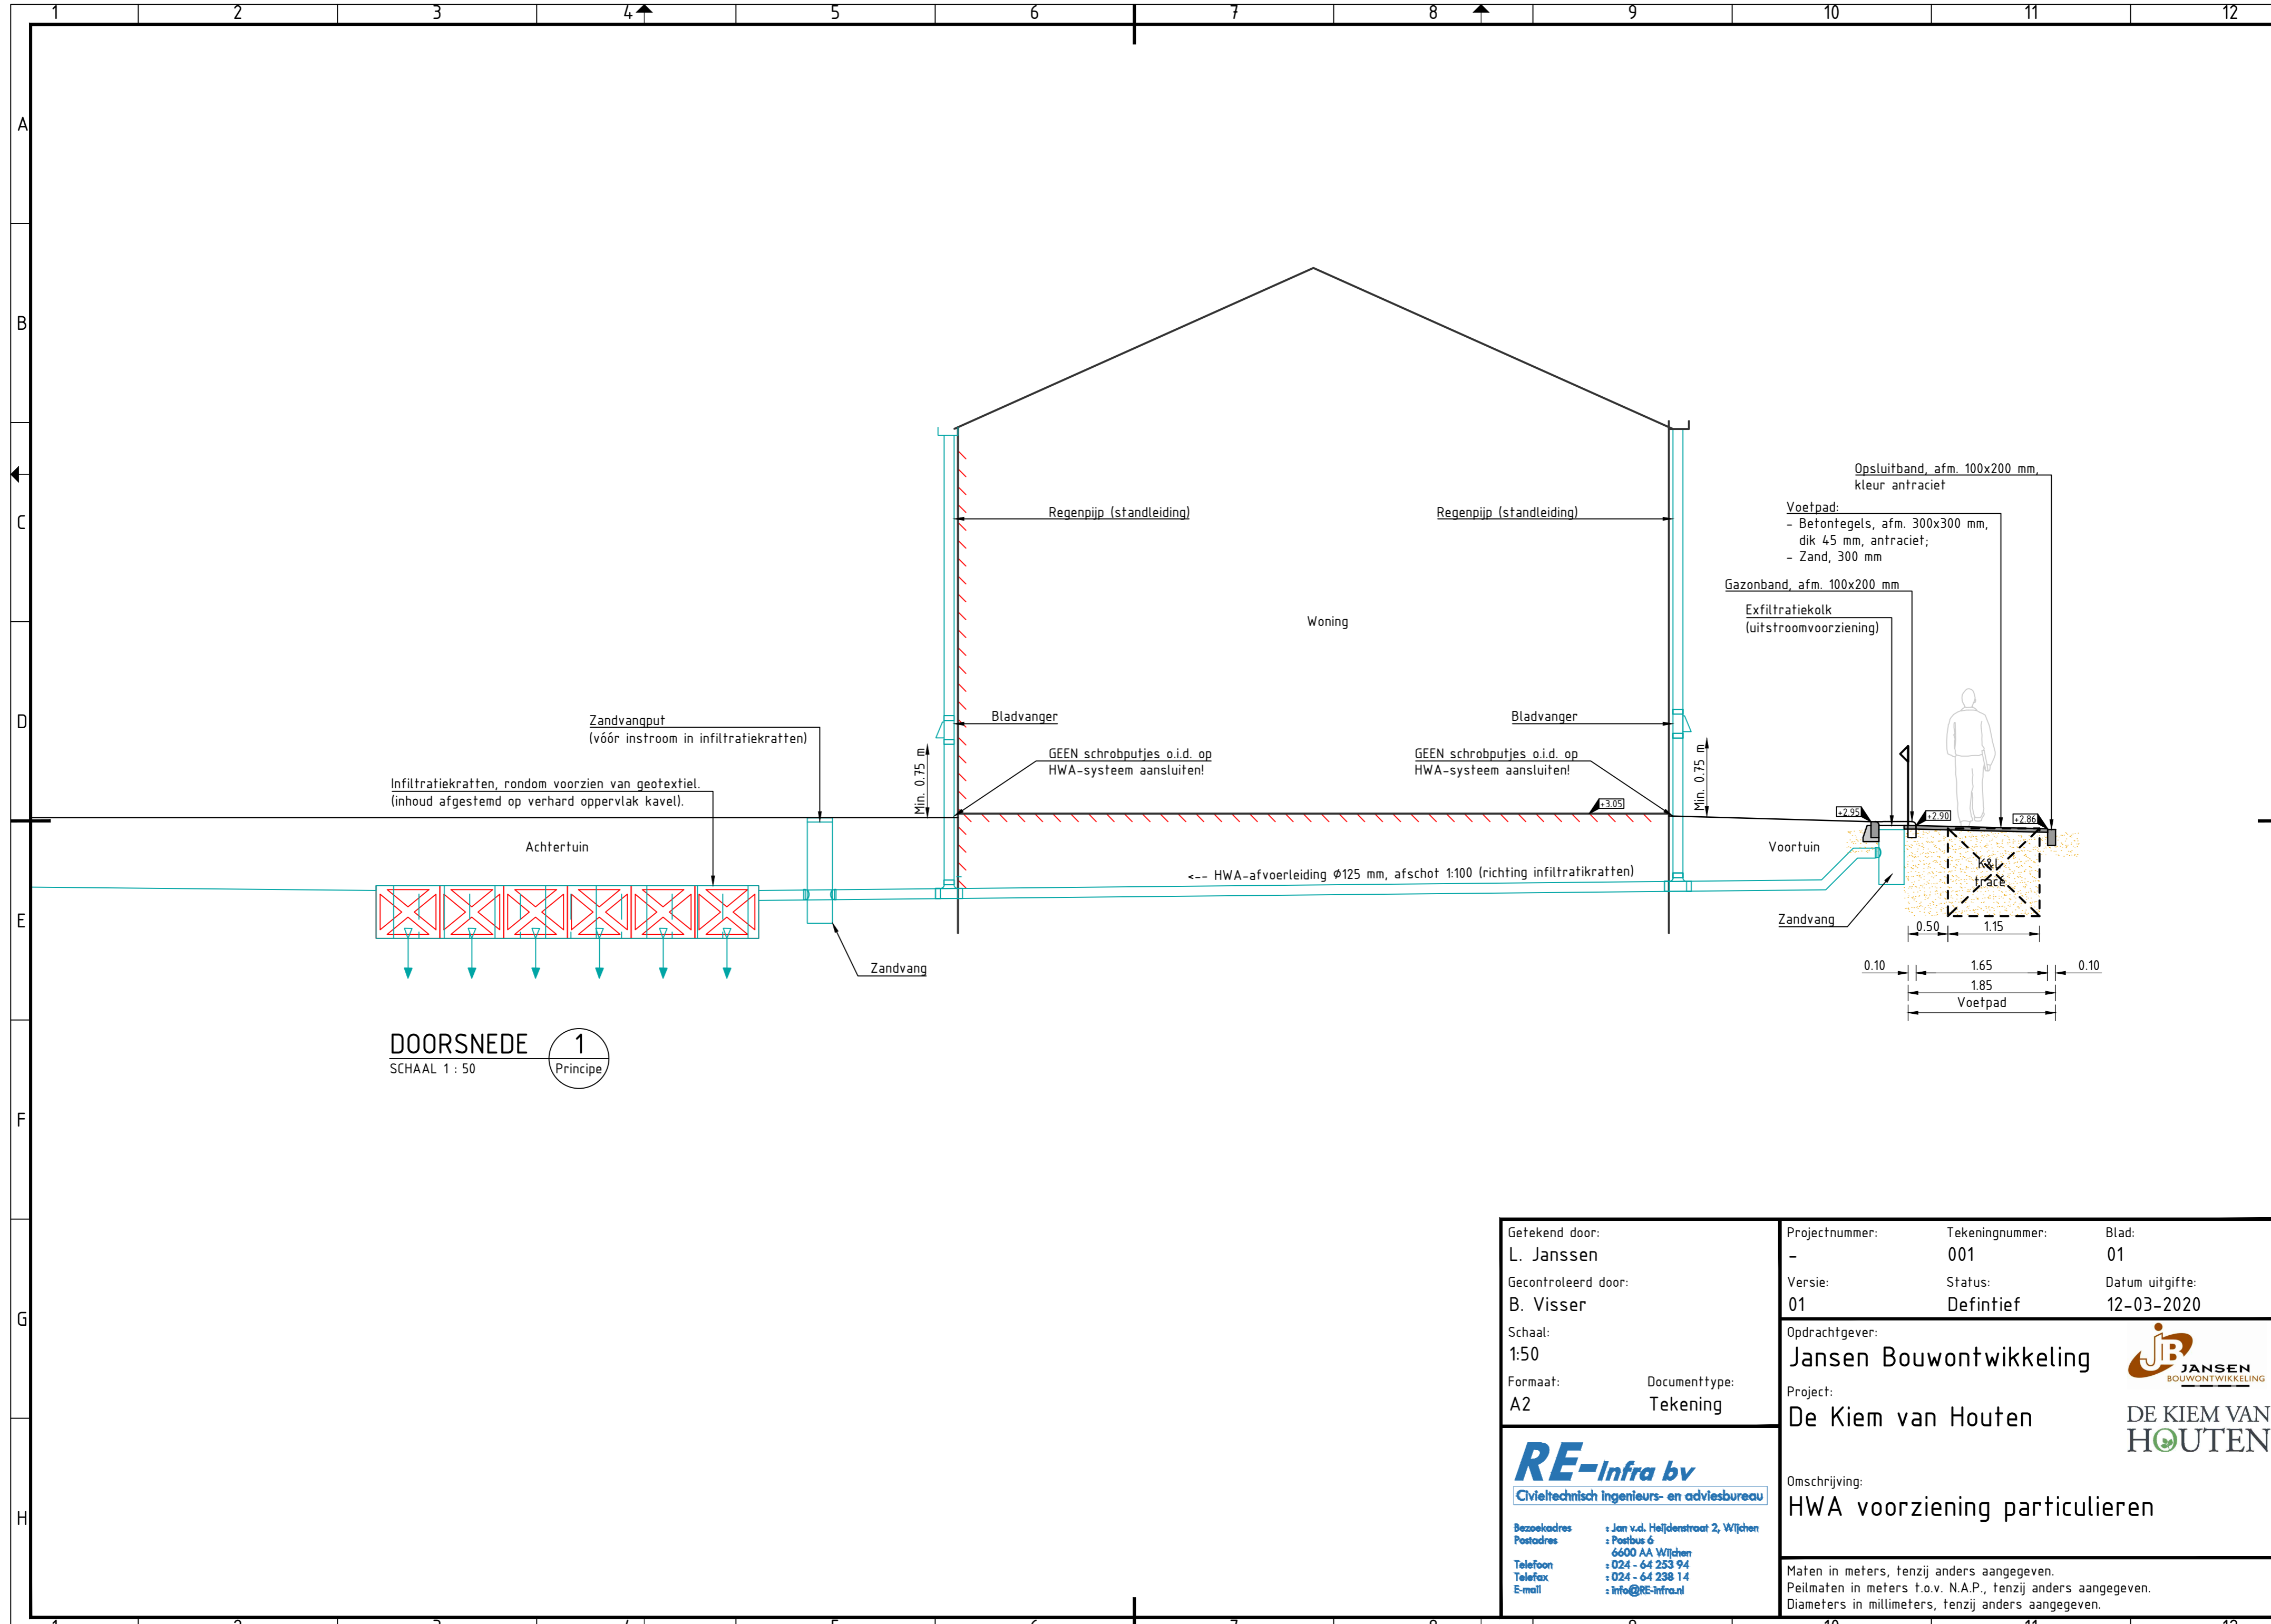 1 2 3 4 5 6 7 8 9 10 11 12
A
B
C
D
E
F
G
H
Opsluitband, afm. 100x200 mm,
kleur antraciet
Regenpijp (standleiding)
Regenpijp (standleiding)
Voetpad:
- Betontegels, afm. 300x300 mm,
dik 45 mm, antraciet;
- Zand, 300 mm
Gazonband, afm. 100x200 mm
Exfiltratiekolk
(uitstroomvoorziening)
Woning
Zandvangput
(vóór instroom in infiltratiekratten)
Bladvanger
Bladvanger
GEEN schrobputjes o.i.d. op
HWA-systeem aansluiten!
GEEN schrobputjes o.i.d. op
HWA-systeem aansluiten!
Min. 0.75 m
Min. 0.75 m
Infiltratiekratten, rondom voorzien van geotextiel.
(inhoud afgestemd op verhard oppervlak kavel).
+3.05
+2.95
+2.90
+2.86
Achtertuin
Voortuin
K&L
tracé
<-- HWA-afvoerleiding Ø125 mm, afschot 1:100 (richting infiltratikratten)
Zandvang
Zandvang
0.50
1.15
0.10
1.65
0.10
1.85
Voetpad
DOORSNEDE
SCHAAL 1 : 50
1
Principe
Getekend door:
L. Janssen
Gecontroleerd door:
B. Visser
Schaal:
1:50
Formaat: Documenttype:
A2 Tekening
RE-Infra bv
Civieltechnisch ingenieurs- en adviesbureau
Bezoekadres : Jan v.d. Heijdenstraat 2, Wijchen
Postadres : Postbus 6
6600 AA Wijchen
Telefoon : 024 - 64 253 94
Telefax : 024 - 64 238 14
E-mail : info@RE-infra.nl
Projectnummer: Tekeningnummer: Blad:
- 001 01
Versie: Status: Datum uitgifte:
01 Defintief 12-03-2020
Opdrachtgever:
Jansen Bouwontwikkeling
JB JANSEN
BOUWONTWIKKELING
Project:
De Kiem van Houten
DE KIEM VAN
HOUTEN
Omschrijving:
HWA voorziening particulieren
Maten in meters, tenzij anders aangegeven.
Peilmaten in meters t.o.v. N.A.P., tenzij anders aangegeven.
Diameters in millimeters, tenzij anders aangegeven.